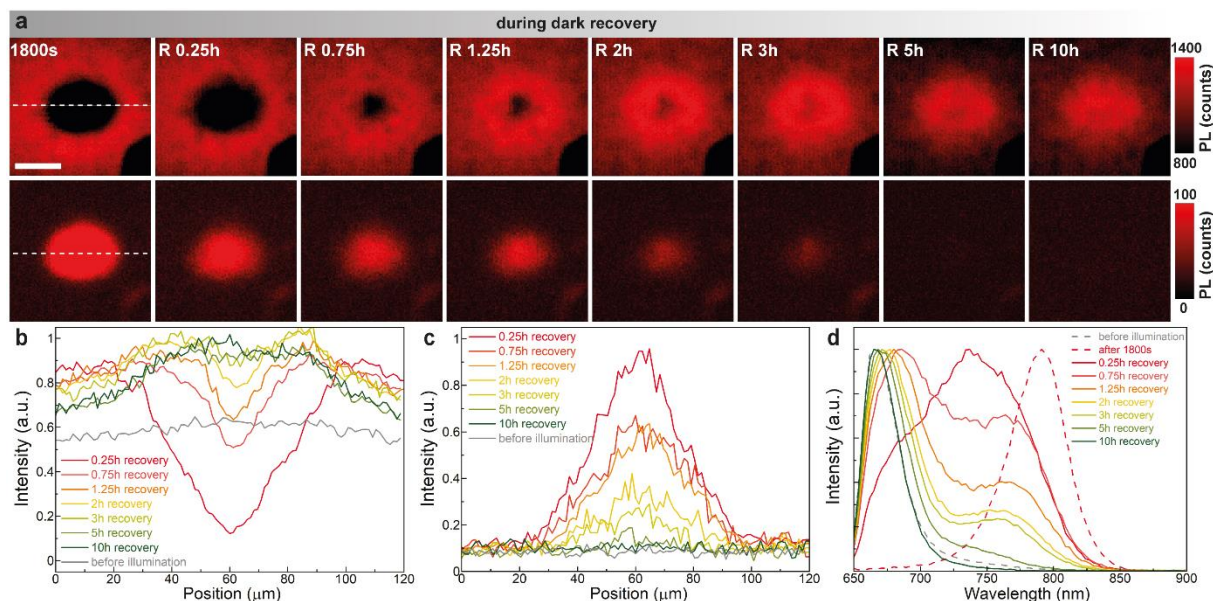 a
during dark recovery
1800s
R 0.25h
R 0.75h
R 1.25h
R 2h
R 3h
R 5h
R 10h
1400
PL (counts)
800
100
PL (counts)
0
b
1
0.8
0.6
0.4
0.2
0
Intensity (a.u.)
0.25h recovery
0.75h recovery
1.25h recovery
2h recovery
3h recovery
5h recovery
10h recovery
before illumination
0 20 40 60 80 100 120
Position (μm)
c
1
0.8
0.6
0.4
0.2
0
Intensity (a.u.)
0.25h recovery
0.75h recovery
1.25h recovery
2h recovery
3h recovery
5h recovery
10h recovery
before illumination
0 20 40 60 80 100 120
Position (μm)
d
Intensity (a.u.)
before illumination
after 1800s
0.25h recovery
0.75h recovery
1.25h recovery
2h recovery
3h recovery
5h recovery
10h recovery
650 700 750 800 850 900
Wavelength (nm)